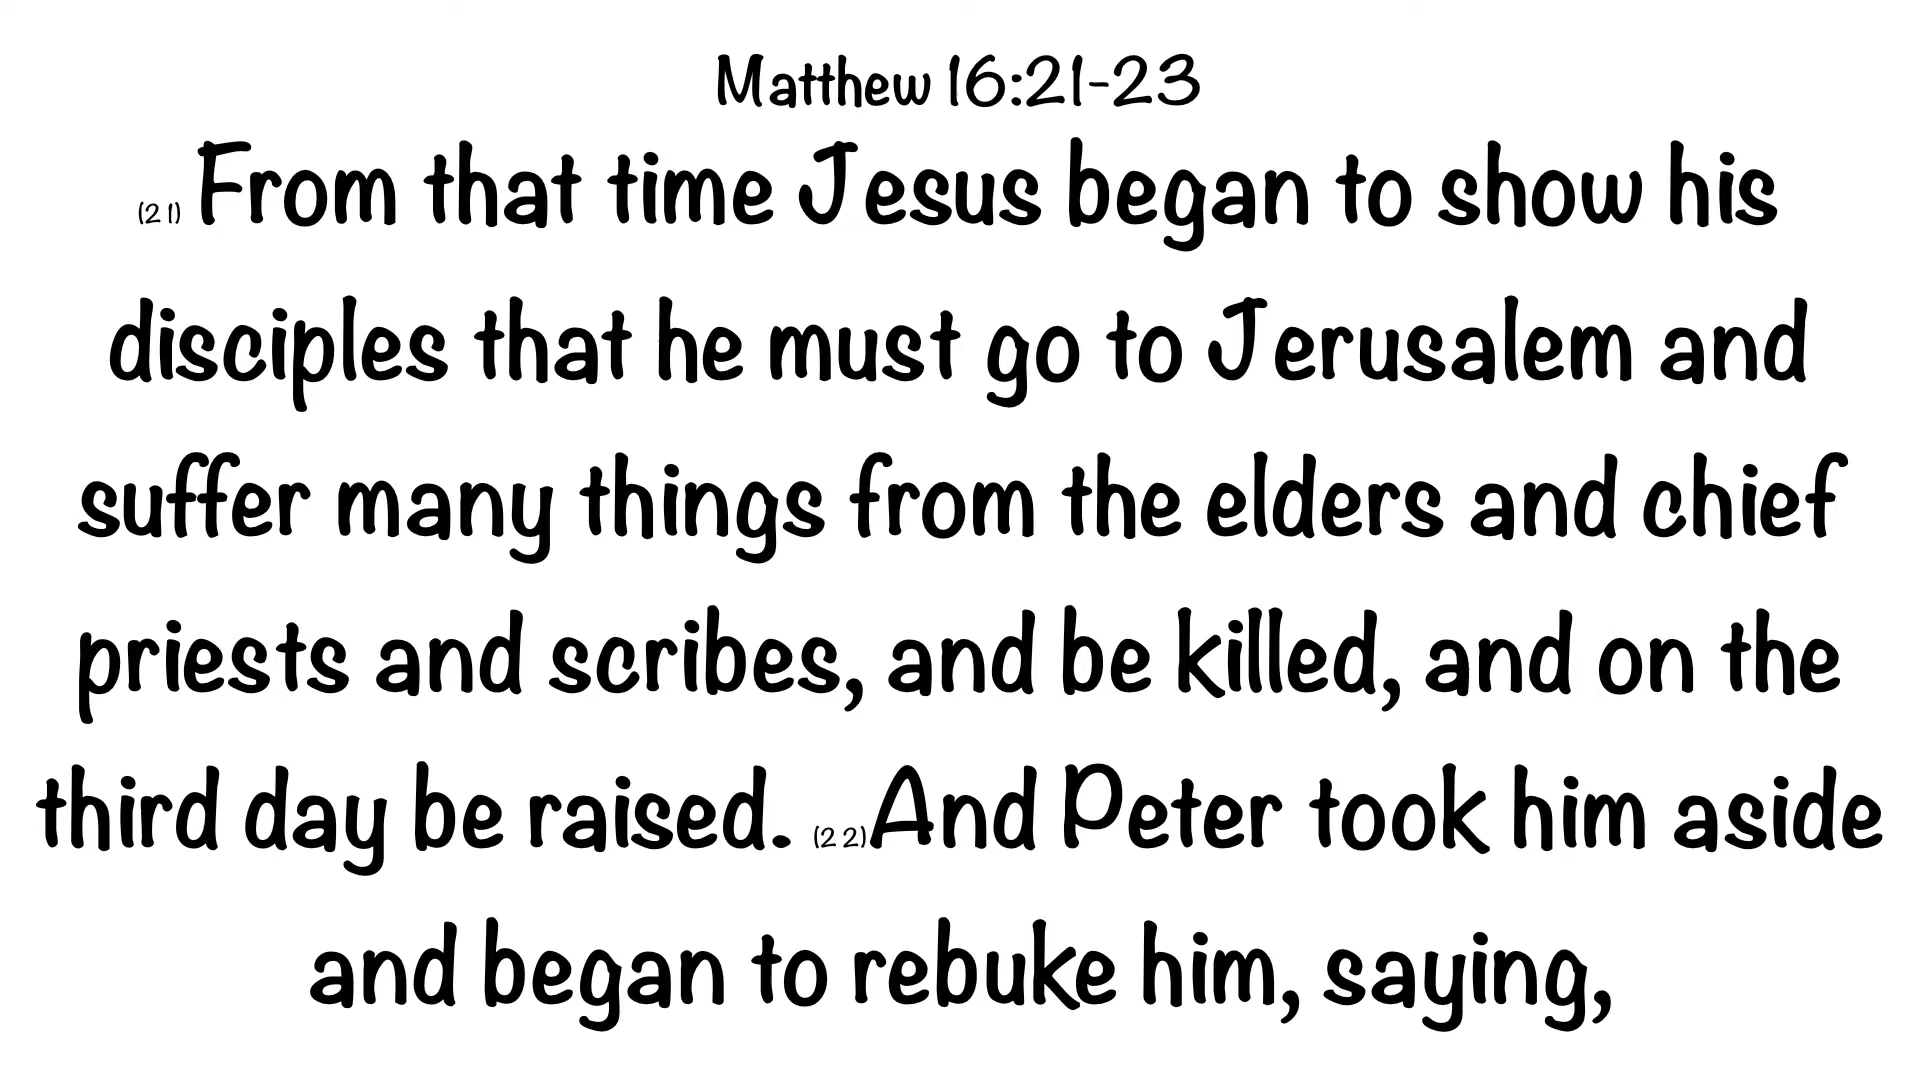 Matthew 16:21-23
(21) From that time Jesus began to show his
disciples that he must go to Jerusalem and
suffer many things from the elders and chief
priests and scribes, and be killed, and on the
third day be raised. (22)And Peter took him aside
and began to rebuke him, saying,